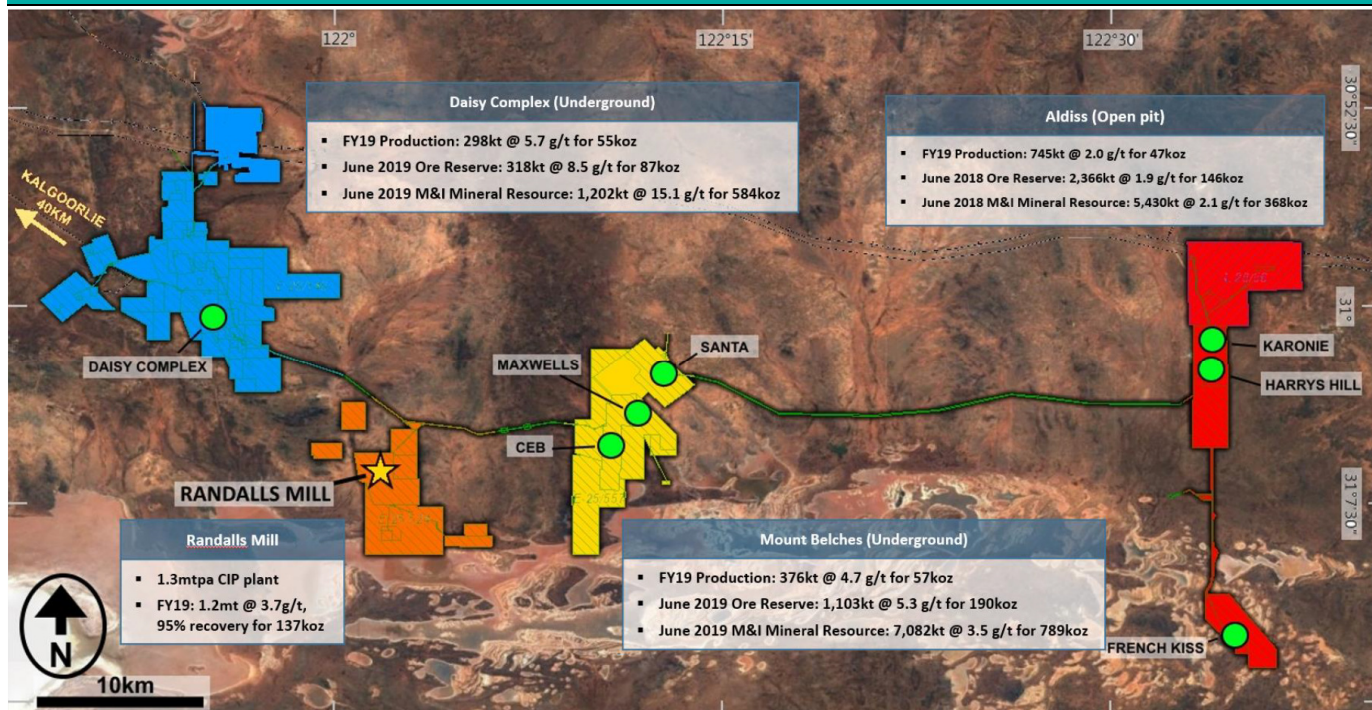 122°
122°15'
122°30'
30°52'30"
31°
31°7'30"
Daisy Complex (Underground)
▪ FY19 Production: 298kt @ 5.7 g/t for 55koz
▪ June 2019 Ore Reserve: 318kt @ 8.5 g/t for 87koz
▪ June 2019 M&I Mineral Resource: 1,202kt @ 15.1 g/t for 584koz
Aldiss (Open pit)
▪ FY19 Production: 745kt @ 2.0 g/t for 47koz
▪ June 2018 Ore Reserve: 2,366kt @ 1.9 g/t for 146koz
▪ June 2018 M&I Mineral Resource: 5,430kt @ 2.1 g/t for 368koz
KALGOORLIE
40KM
DAISY COMPLEX
MAXWELLS
SANTA
CEB
KARONIE
HARRYS HILL
RANDALLS MILL
FRENCH KISS
Randalls Mill
▪ 1.3mtpa CIP plant
▪ FY19: 1.2mt @ 3.7g/t,
95% recovery for 137koz
Mount Belches (Underground)
▪ FY19 Production: 376kt @ 4.7 g/t for 57koz
▪ June 2019 Ore Reserve: 1,103kt @ 5.3 g/t for 190koz
▪ June 2019 M&I Mineral Resource: 7,082kt @ 3.5 g/t for 789koz
N
10km